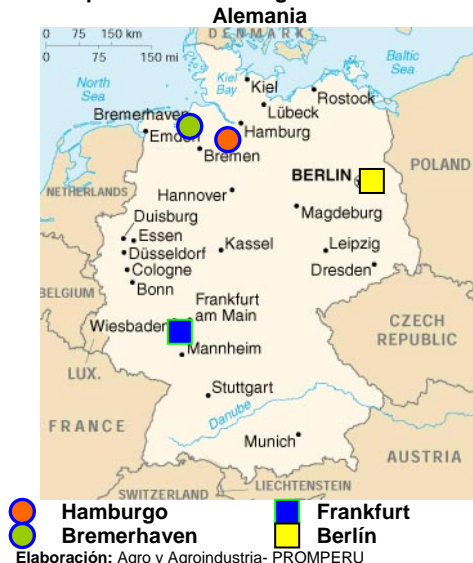 Alemania
0 75 150 km
0 75 150 mi
DENMARK
Baltic
Sea
North
Sea
Kiel
Bay
Kiel
Rostock
Lübeck
Bremerhaven
Hamburg
Emden
Bremen
BERLIN
POLAND
NETHERLANDS
Hannover
Magdeburg
Duisburg
Essen
Düsseldorf
Kassel
Leipzig
Cologne
Dresden
Bonn
BELGIUM
Frankfurt
am Main
Wiesbaden
CZECH
REPUBLIC
Mannheim
LUX.
Stuttgart
FRANCE
Danube
Munich
AUSTRIA
LIECHTENSTEIN
SWITZERLAND
Hamburgo Frankfurt
Bremerhaven Berlín
Elaboración: Agro y Agroindustria- PROMPERU